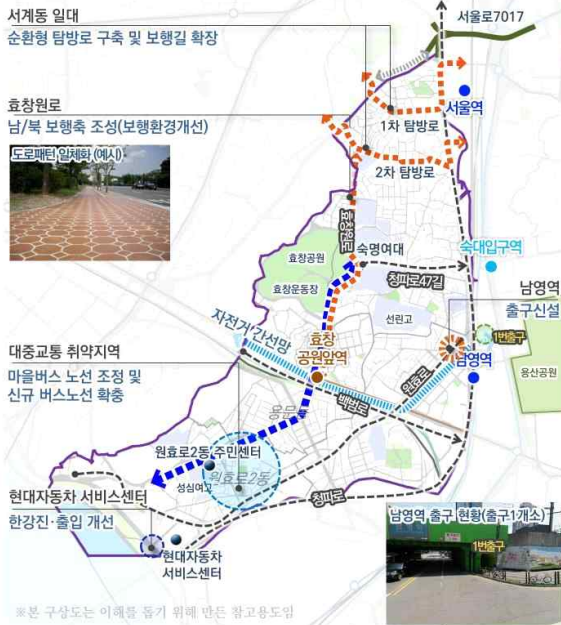 서계동 일대
순환형 탐방로 구축 및 보행길 확장
서울로7017
1차 탐방로
서울역
효창원로
남/북 보행축 조성(보행환경개선)
도로패턴 일체화 (예시)
2차 탐방로
효창원로
숙명여대
숙대입구역
효창공원
효창운동장
청파로47길
선린고
남영역
출구신설
자전거 간선망
1번출구
효창
공원앞역
남영역
용산공원
대중교통 취약지역
마을버스 노선 조정 및
신규 버스노선 확충
원효로
백범로
용문동
원효로2동 주민센터
원효로2동
성심여고
청파로
현대자동차 서비스센터
한강진·출입 개선
현대자동차
서비스센터
남영역 출구 현황(출구1개소)
1번출구
※본 구상도는 이해를 돕기 위해 만든 참고용도임